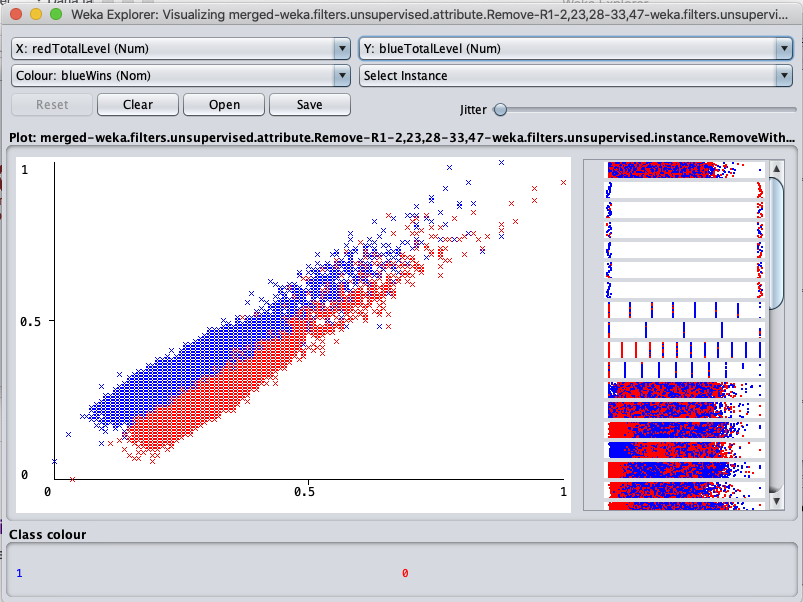 Weka Explorer: Visualizing merged-weka.filters.unsupervised.attribute.Remove-R1-2,23,28-33,47-weka.filters.unsupervi...
X: redTotalLevel (Num)
Y: blueTotalLevel (Num)
Colour: blueWins (Nom)
Select Instance
Reset
Clear
Open
Save
Jitter
Plot: merged-weka.filters.unsupervised.attribute.Remove-R1-2,23,28-33,47-weka.filters.unsupervised.instance.RemoveWith...
1
0.5
0
0
0.5
1
Class colour
1
0